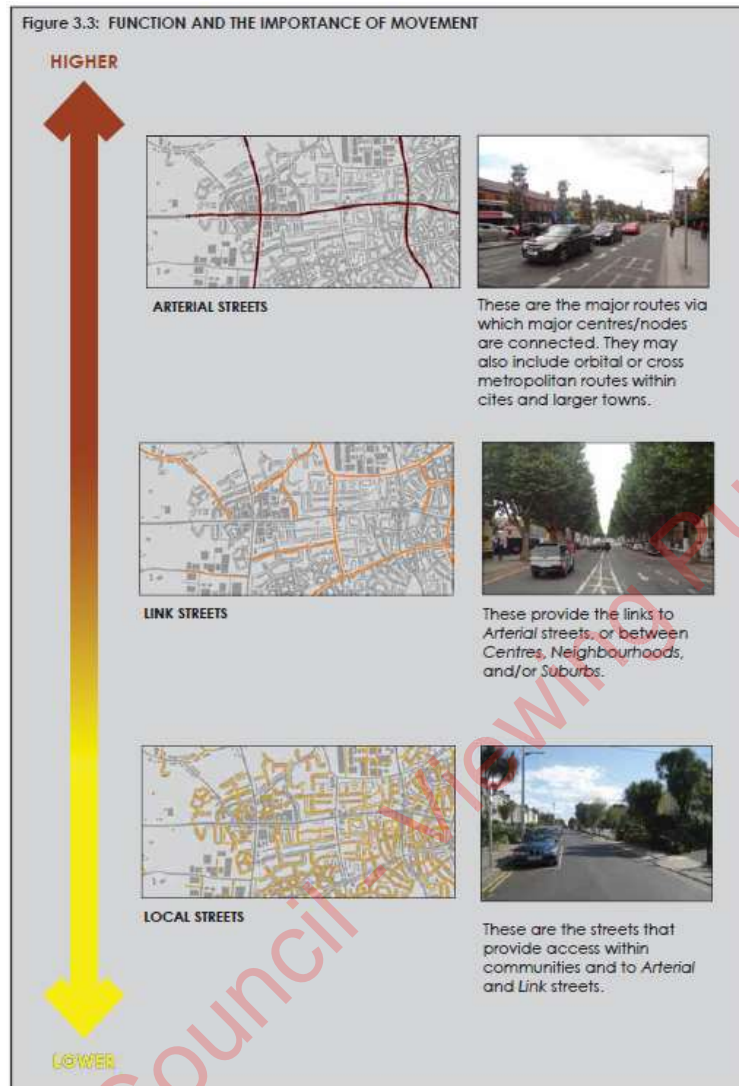 Figure 3.3: FUNCTION AND THE IMPORTANCE OF MOVEMENT
HIGHER
ARTERIAL STREETS
These are the major routes via
which major centres/nodes
are connected. They may
also include orbital or cross
metropolitan routes within
cites and larger towns.
LINK STREETS
These provide the links to
Arterial streets, or between
Centres, Neighbourhoods,
and/or Suburbs.
LOCAL STREETS
These are the streets that
provide access within
communities and to Arterial
and Link streets.
LOWER
Council - Viewing Pu